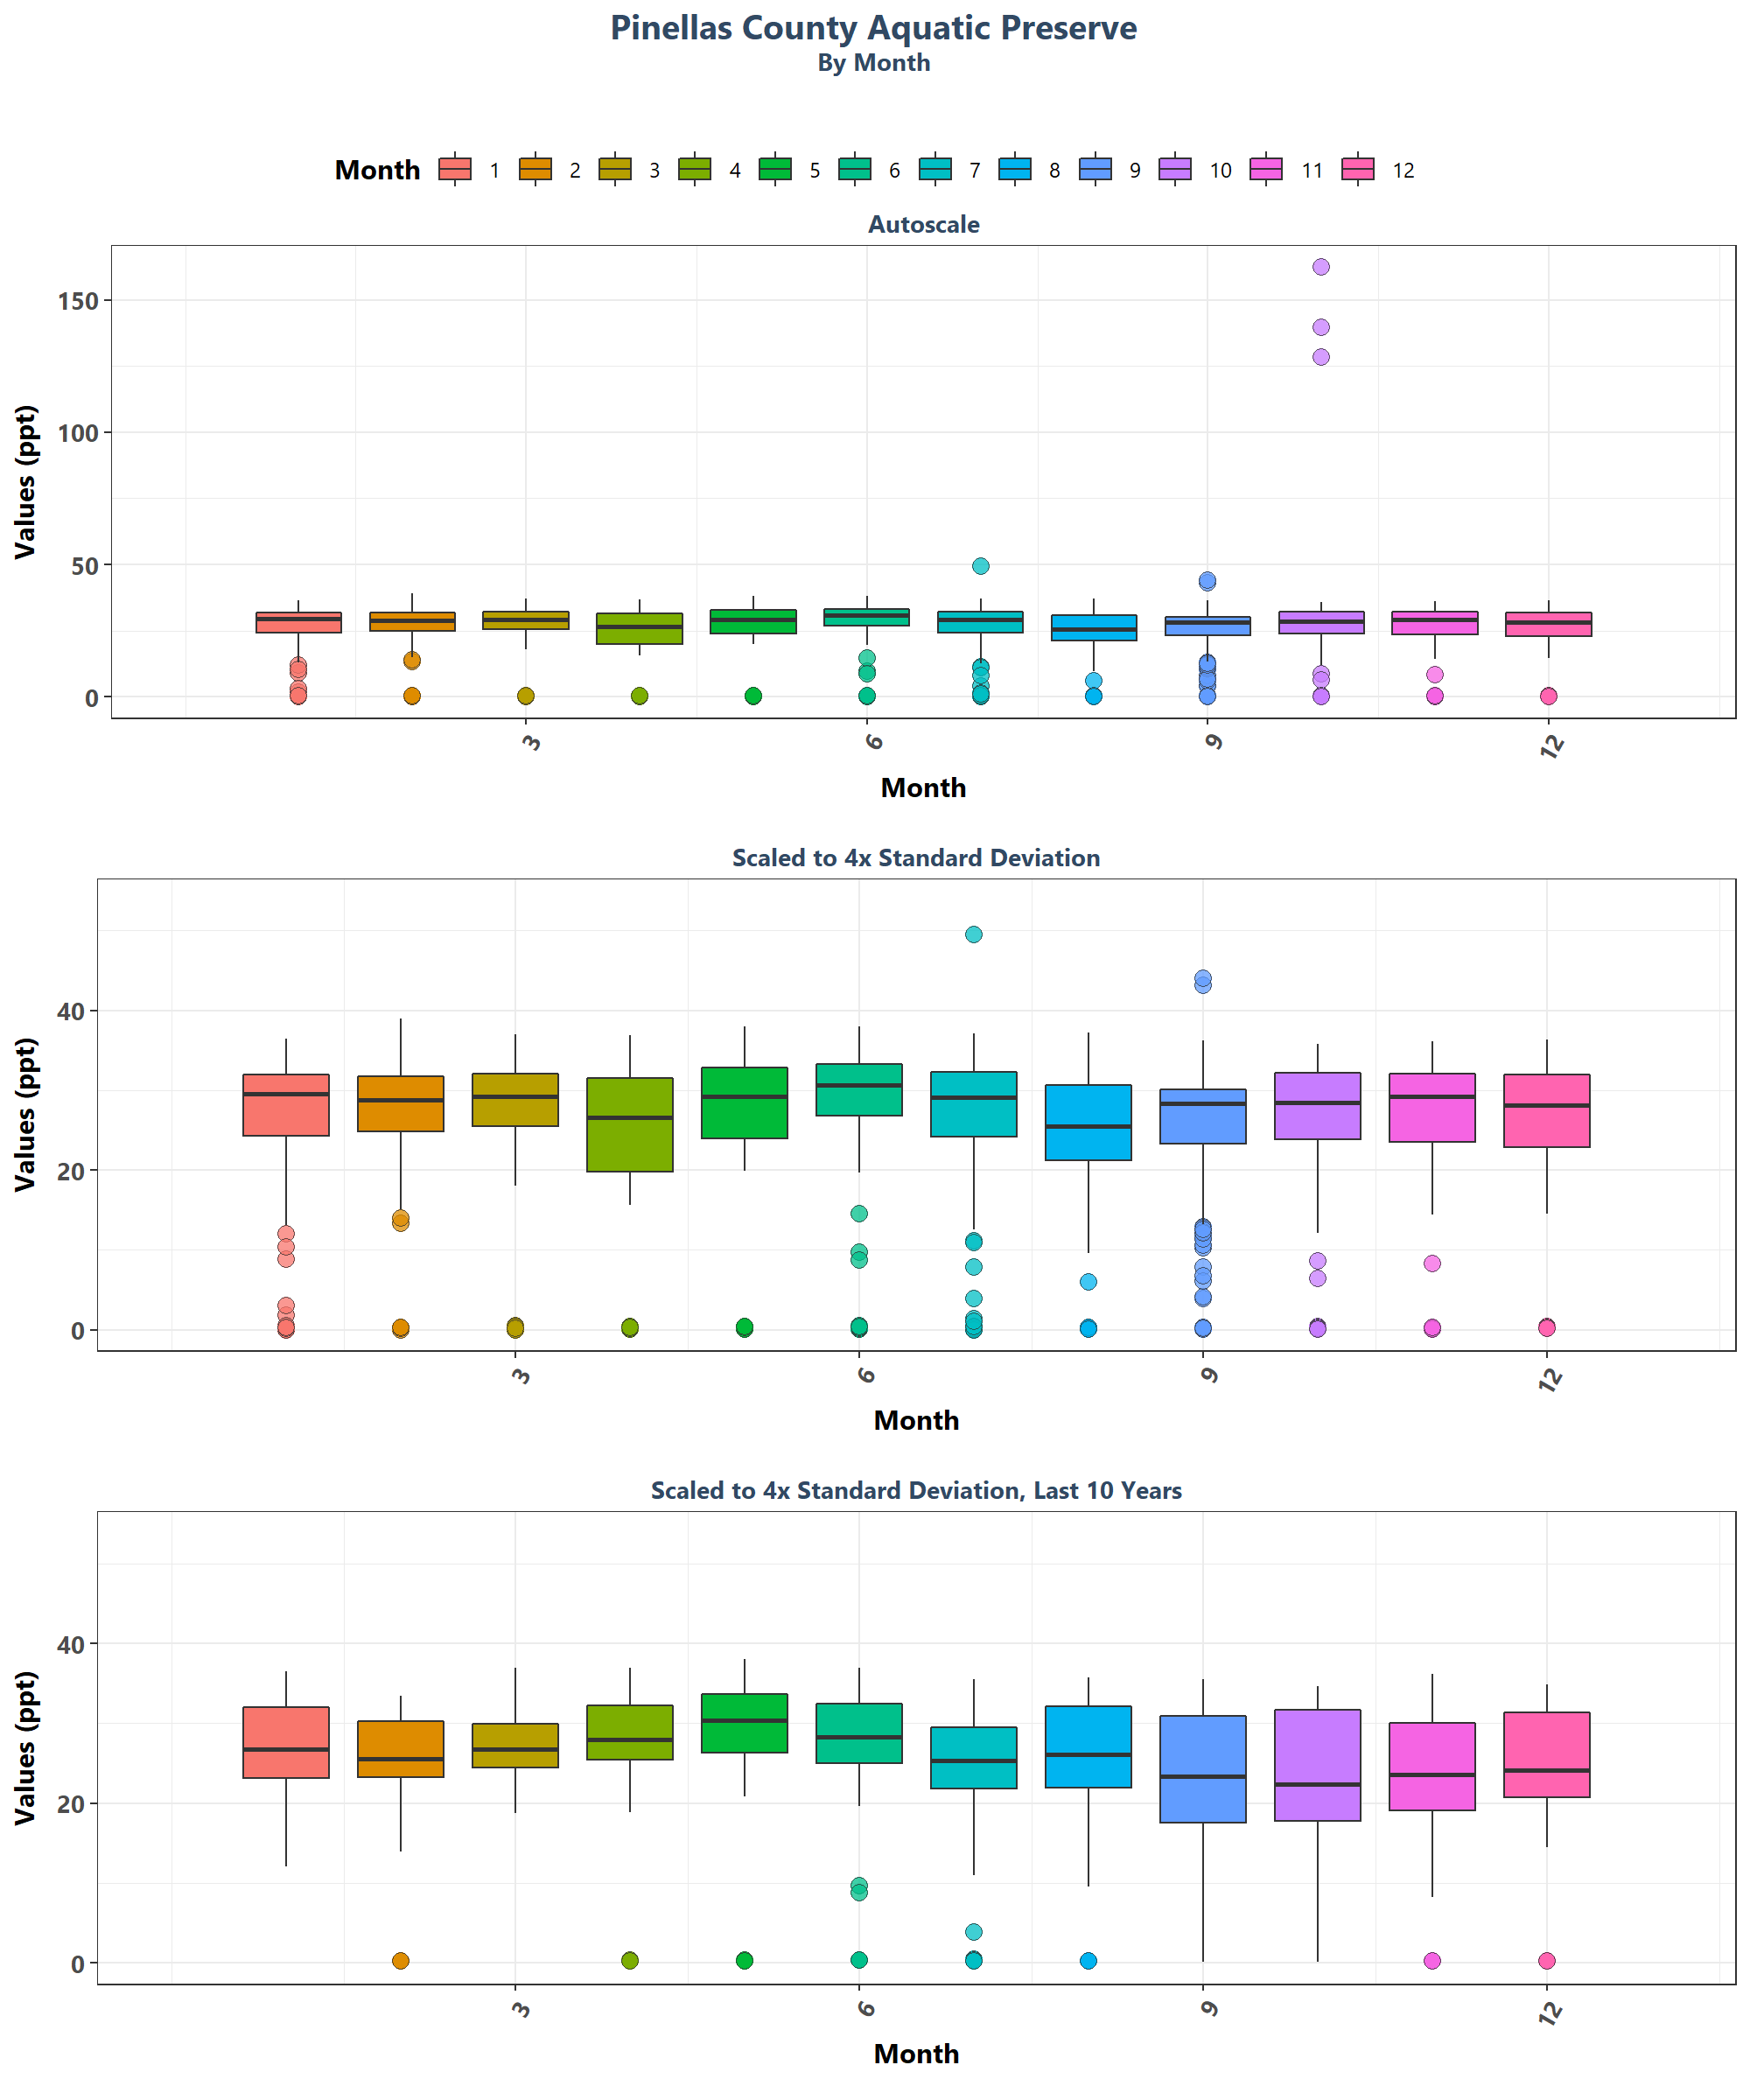 Pinellas County Aquatic Preserve
By Month
Month 1 2 3 4 5 6 7 8 9 10 11 12
Autoscale
Values (ppt)
150
100
50
0
3 6 9 12
Month
Scaled to 4x Standard Deviation
Values (ppt)
40
20
0
3 6 9 12
Month
Scaled to 4x Standard Deviation, Last 10 Years
Values (ppt)
40
20
0
3 6 9 12
Month